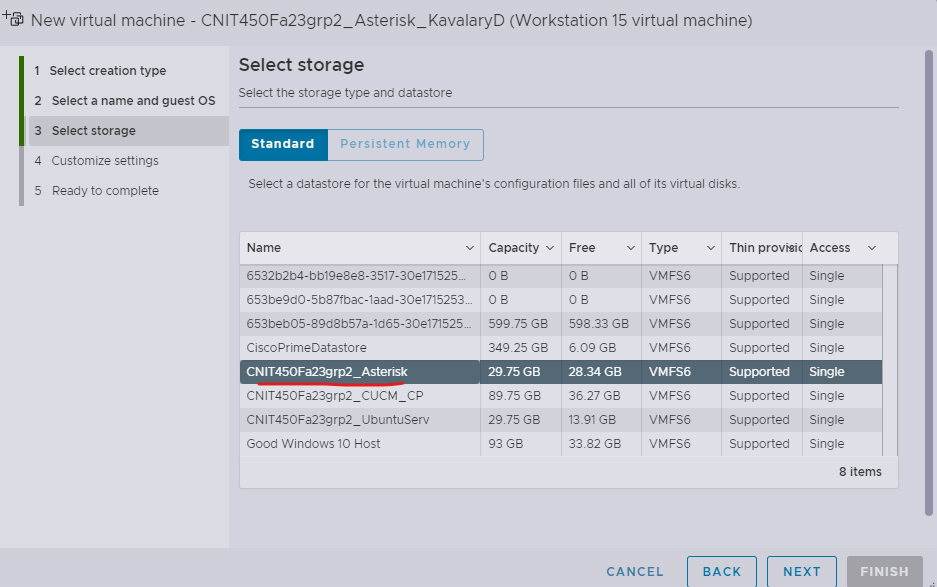 New virtual machine - CNIT450Fa23grp2_Asterisk_KavalaryD (Workstation 15 virtual machine)
1 Select creation type
2 Select a name and guest OS
3 Select storage
4 Customize settings
5 Ready to complete
Select storage
Select the storage type and datastore
Standard Persistent Memory
Select a datastore for the virtual machine's configuration files and all of its virtual disks.
Name Capacity Free Type Thin provisic Access
6532b2b4-bb19e8e8-3517-30e171525... 0 B 0 B VMFS6 Supported Single
653be9d0-5b87fbac-1aad-30e1715253... 0 B 0 B VMFS6 Supported Single
653beb05-89d8b57a-1d65-30e171525... 599.75 GB 598.33 GB VMFS6 Supported Single
CiscoPrimeDatastore 349.25 GB 6.09 GB VMFS6 Supported Single
CNIT450Fa23grp2_Asterisk 29.75 GB 28.34 GB VMFS6 Supported Single
CNIT450Fa23grp2_CUCM_CP 89.75 GB 36.27 GB VMFS6 Supported Single
CNIT450Fa23grp2_UbuntuServ 29.75 GB 13.91 GB VMFS6 Supported Single
Good Windows 10 Host 93 GB 33.82 GB VMFS6 Supported Single
8 items
CANCEL BACK NEXT FINISH